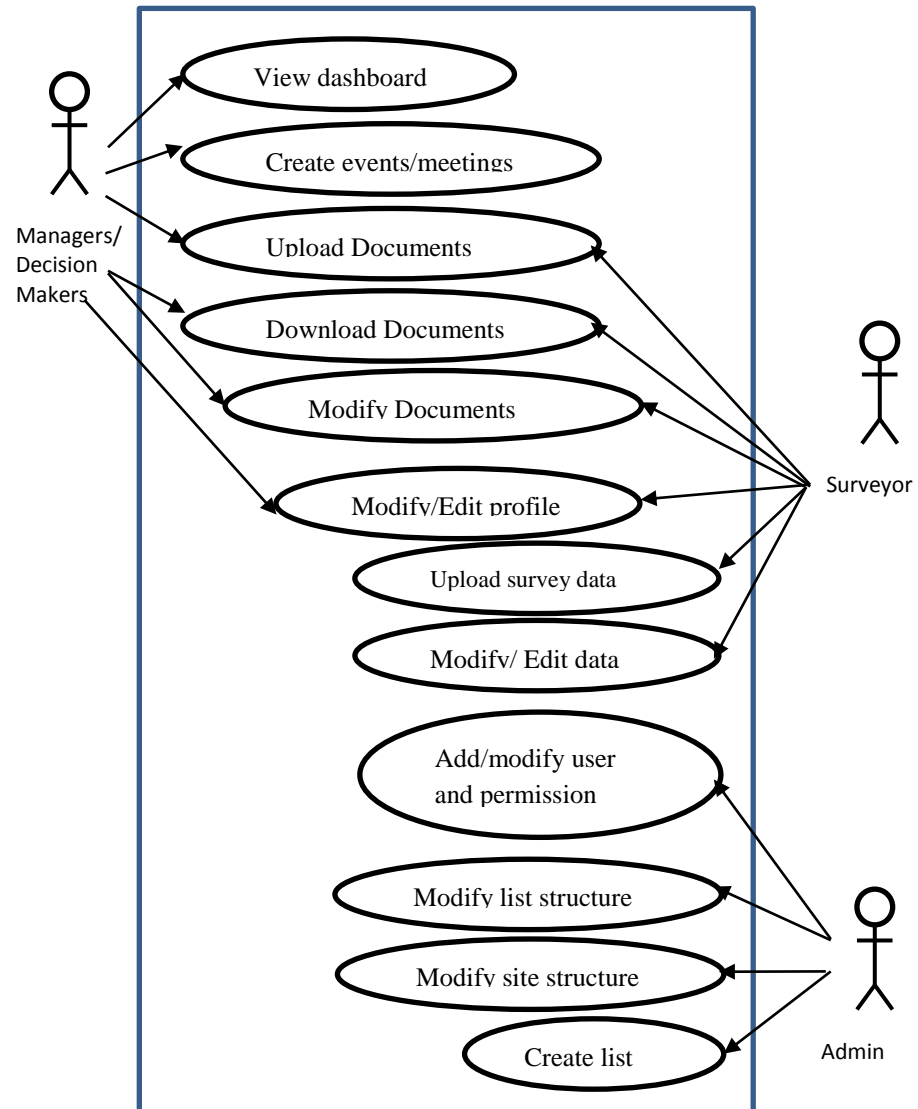 View dashboard
Create events/meetings
Upload Documents
Managers/
Decision
Makers
Download Documents
Modify Documents
Surveyor
Modify/Edit profile
Upload survey data
Modify/ Edit data
Add/modify user
and permission
Modify list structure
Modify site structure
Create list
Admin